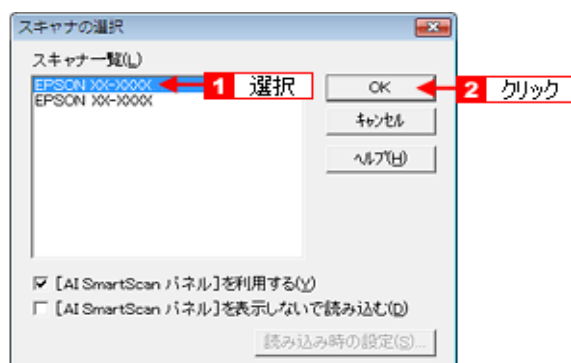 スキャナの選択
スキャナ一覧(L)
EPSON XX-XXXX
EPSON XX-XXXX
1 選択
OK
2 クリック
キャンセル
ヘルプ(H)
[AI SmartScan パネル]を利用する(Y)
[AI SmartScan パネル]を表示しないで読み込む(D)
読み込み時の設定(S)...